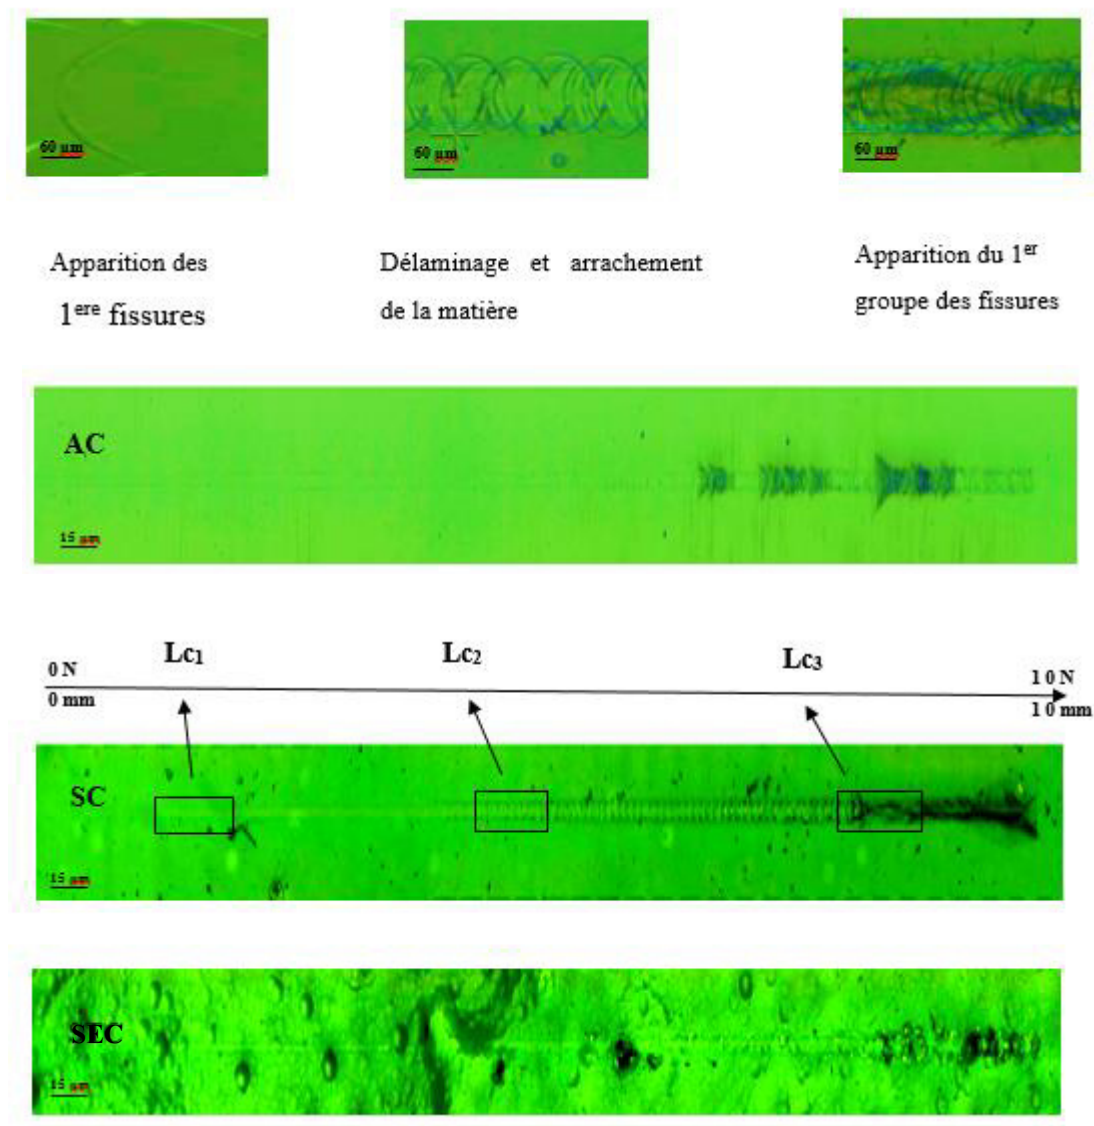 60 µm
60 µm
60 µm
Apparition des
1ere fissures
Délaminage et arrachement
de la matière
Apparition du 1er
groupe des fissures
AC
15 µm
Lc1
Lc2
Lc3
0 N
10 N
0 mm
10 mm
SC
15 µm
SEC
15 µm